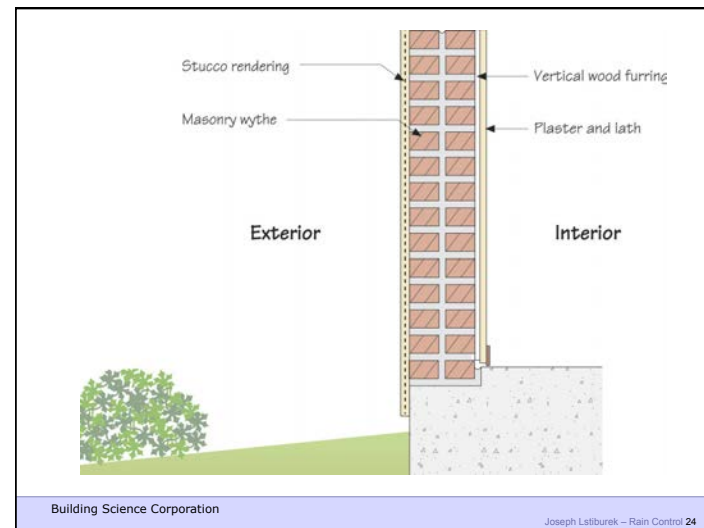 Stucco rendering
Vertical wood furring
Masonry wythe
Plaster and lath
Exterior
Interior
Building Science Corporation
Joseph Lstiburek – Rain Control 24